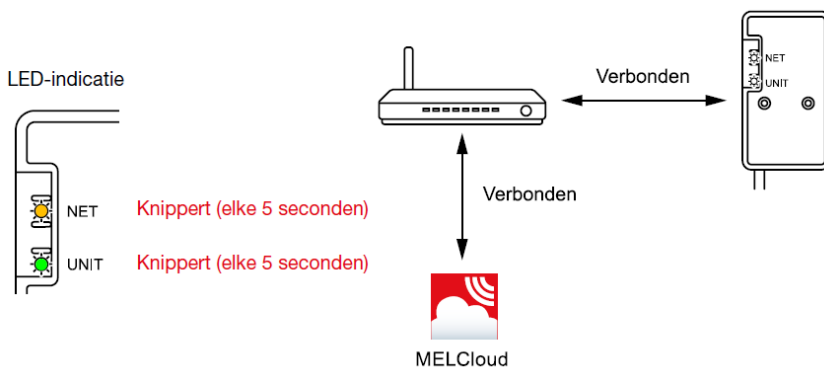 LED-indicatie
NET Knippert (elke 5 seconden)
UNIT Knippert (elke 5 seconden)
Verbonden
NET
UNIT
Verbonden
MELCloud